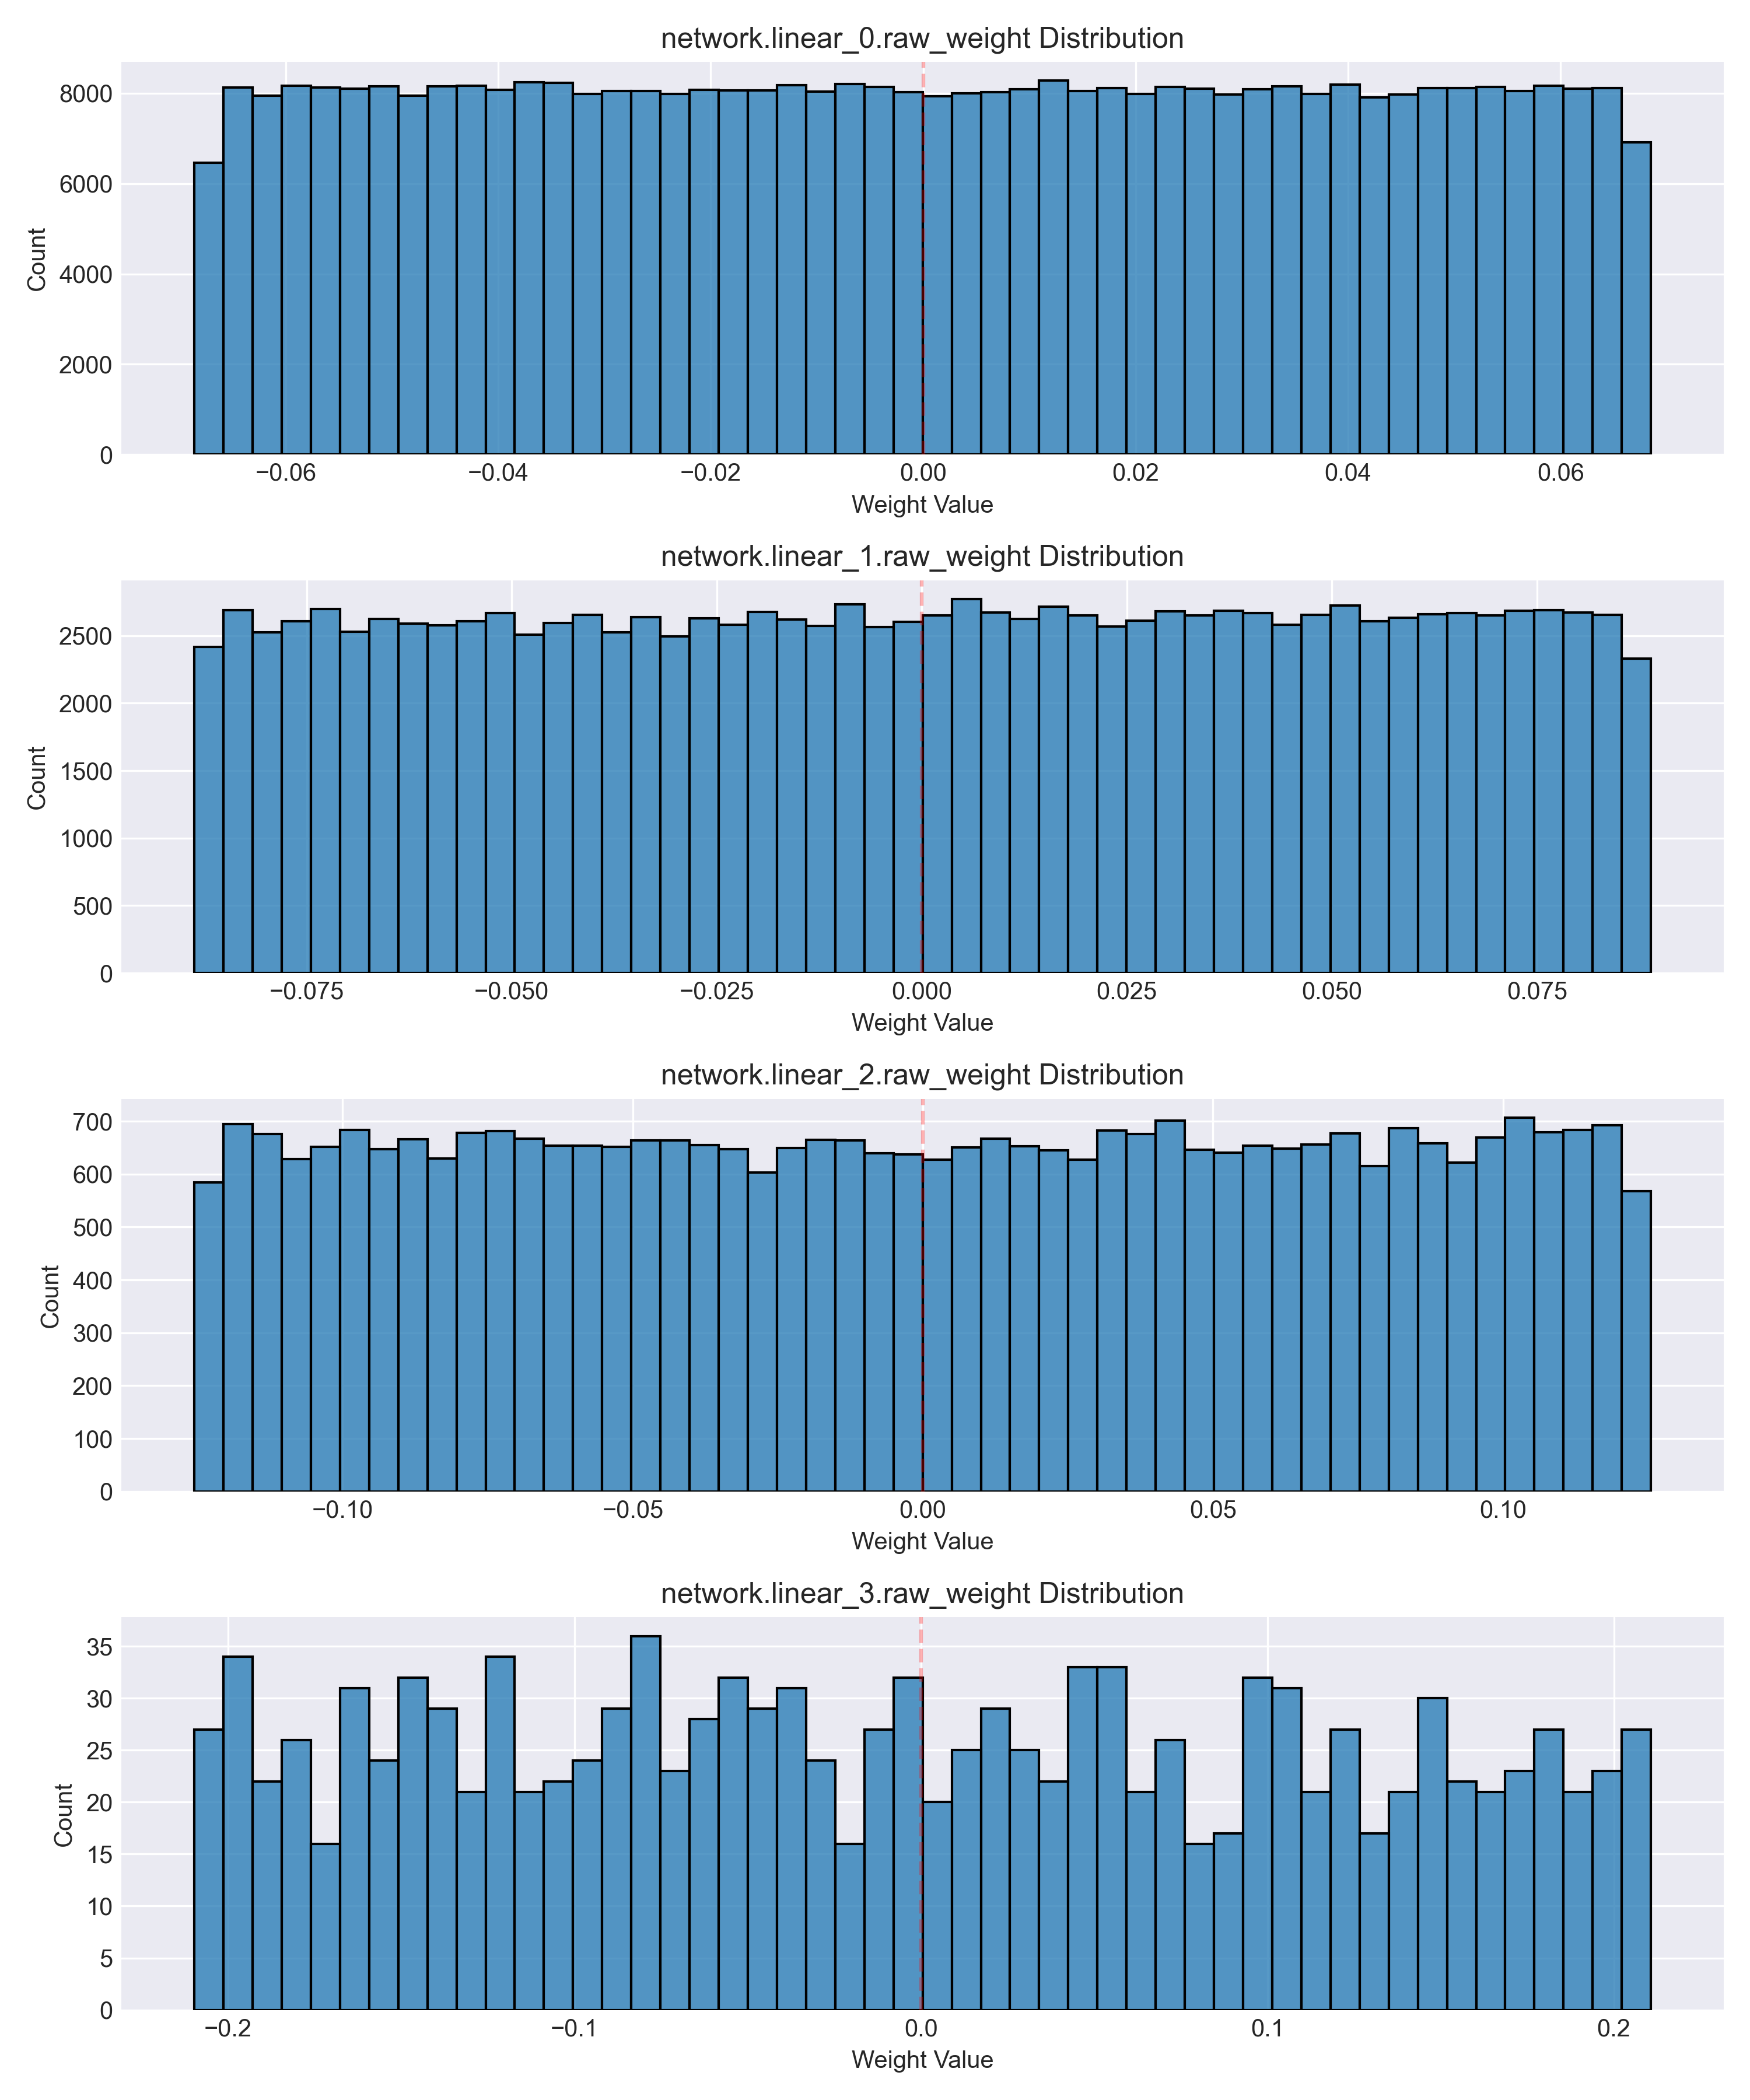 network.linear_0.raw_weight Distribution
8000
6000
4000
2000
0
Count
−0.06 −0.04 −0.02 0.00 0.02 0.04 0.06
Weight Value
network.linear_1.raw_weight Distribution
2500
2000
1500
1000
500
0
Count
−0.075 −0.050 −0.025 0.000 0.025 0.050 0.075
Weight Value
network.linear_2.raw_weight Distribution
700
600
500
400
300
200
100
0
Count
−0.10 −0.05 0.00 0.05 0.10
Weight Value
network.linear_3.raw_weight Distribution
35
30
25
20
15
10
5
0
Count
−0.2 −0.1 0.0 0.1 0.2
Weight Value